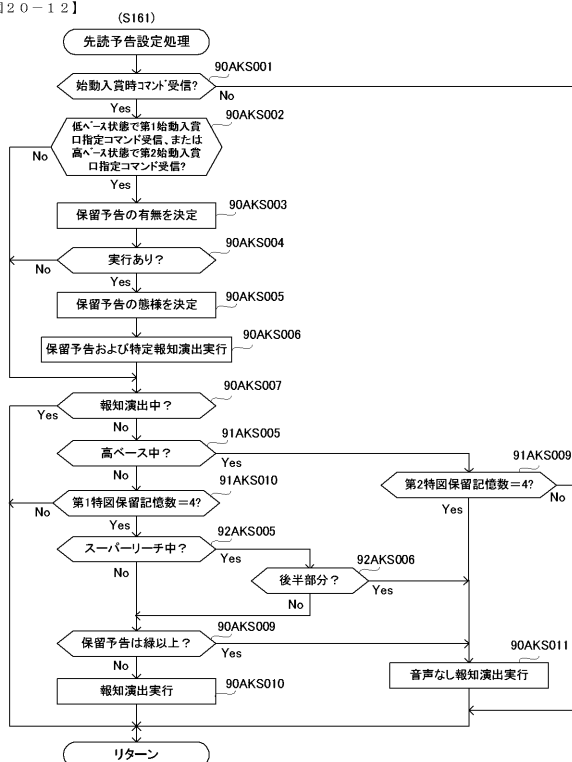 図20-12】
(S161)
先読予告設定処理
90AKS001
始動入賞時コマンド受信?
No
Yes
90AKS002
低ベース状態で第1始動入賞
口指定コマンド受信、または
高ベース状態で第2始動入賞
口指定コマンド受信?
No
Yes
90AKS003
保留予告の有無を決定
90AKS004
実行あり?
No
Yes
90AKS005
保留予告の態様を決定
90AKS006
保留予告および特定報知演出実行
90AKS007
報知演出中?
Yes
No
91AKS005
高ベース中?
Yes
No
91AKS009
第2特図保留記憶数=4?
No
Yes
91AKS010
第1特図保留記憶数=4?
No
Yes
92AKS005
スーパーリーチ中?
Yes
No
92AKS006
後半部分?
Yes
No
90AKS009
保留予告は緑以上?
Yes
No
90AKS011
音声なし報知演出実行
90AKS010
報知演出実行
リターン